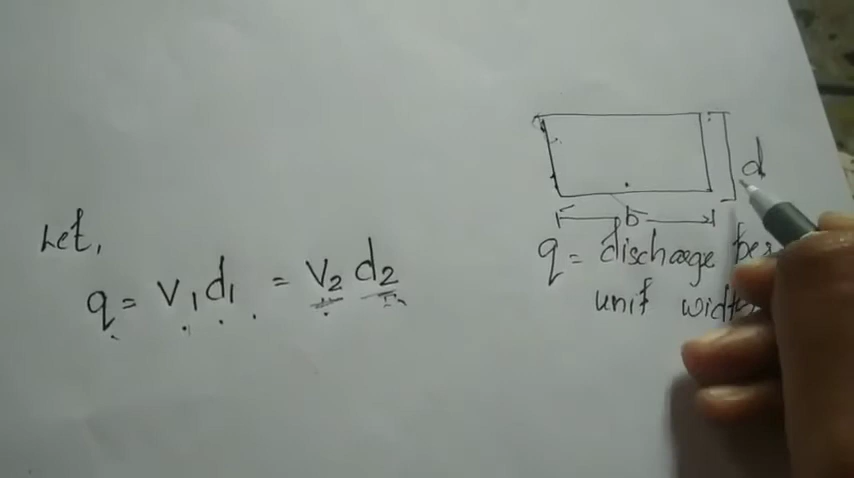 Let,
q = v₁d₁ = v₂d₂
d
b
q = discharge per
unit width